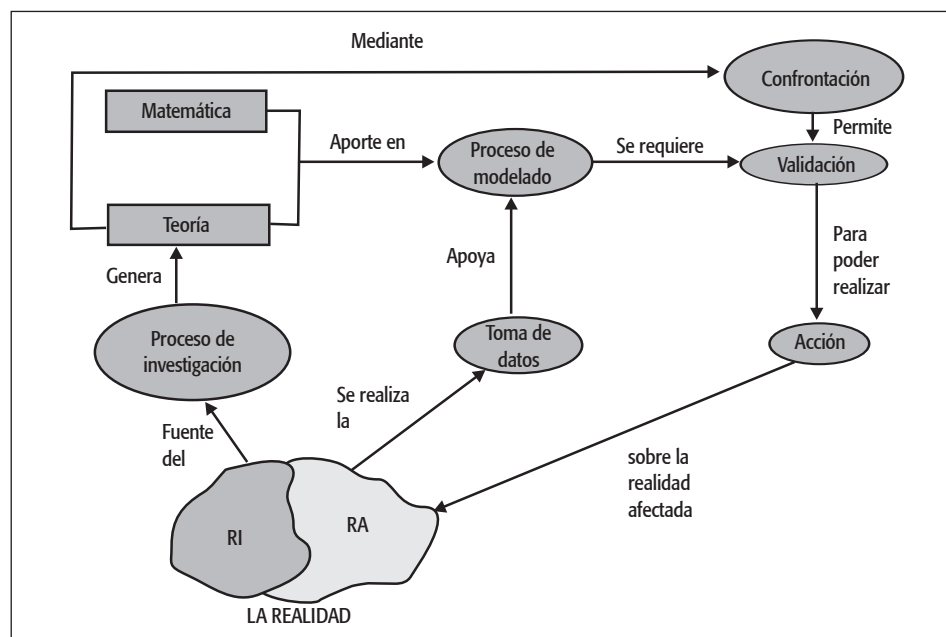 Mediante
Confrontación
Matemática
Permite
Aporte en
Proceso de
modelado
Se requiere
Validación
Teoría
Genera
Apoya
Para
poder
realizar
Proceso de
investigación
Toma de
datos
Acción
Se realiza
la
Fuente
del
sobre la
realidad
afectada
RI
RA
LA REALIDAD